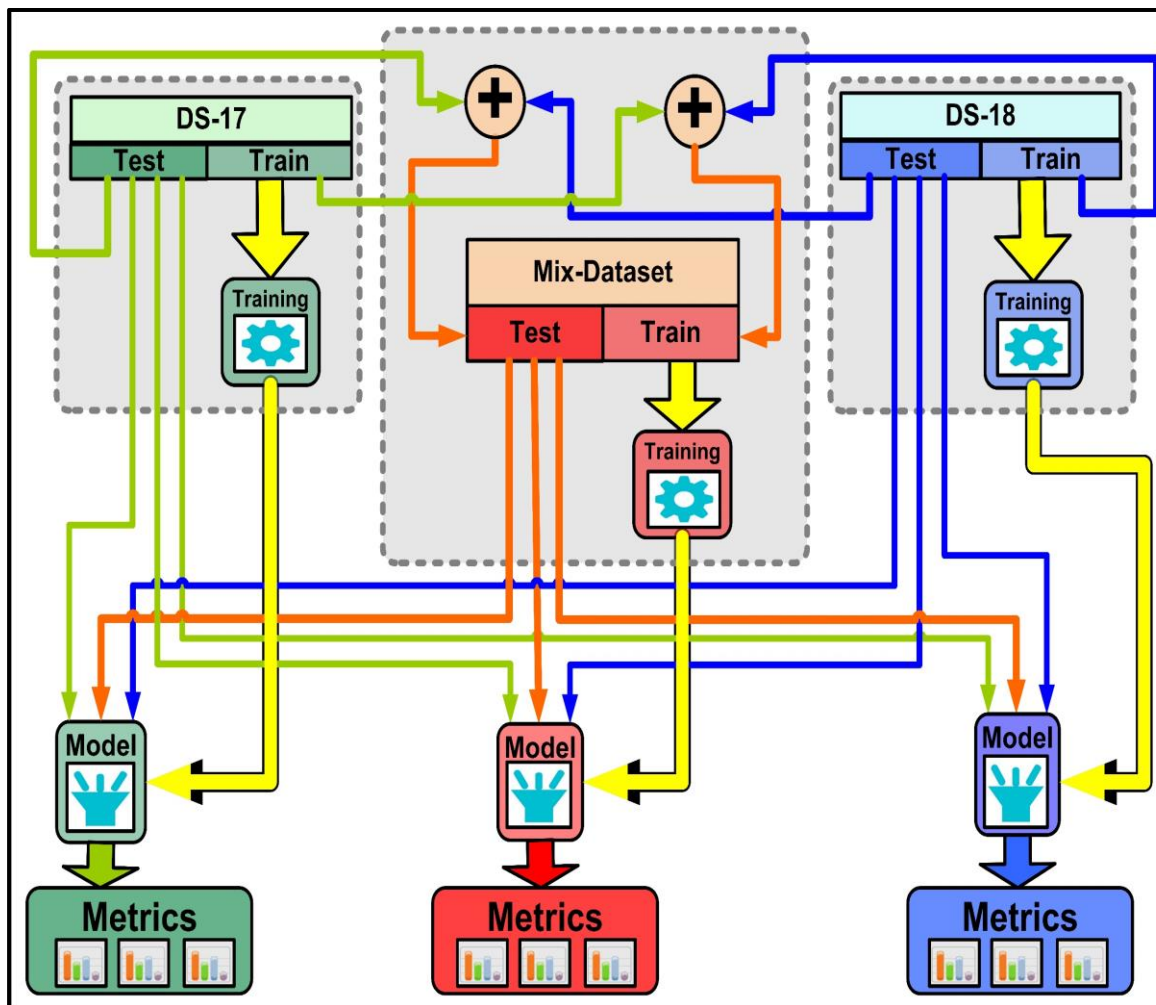 +
+
DS-17
Test Train
DS-18
Test Train
Mix-Dataset
Test Train
Training
Training
Training
Model
Model
Model
Metrics
Metrics
Metrics